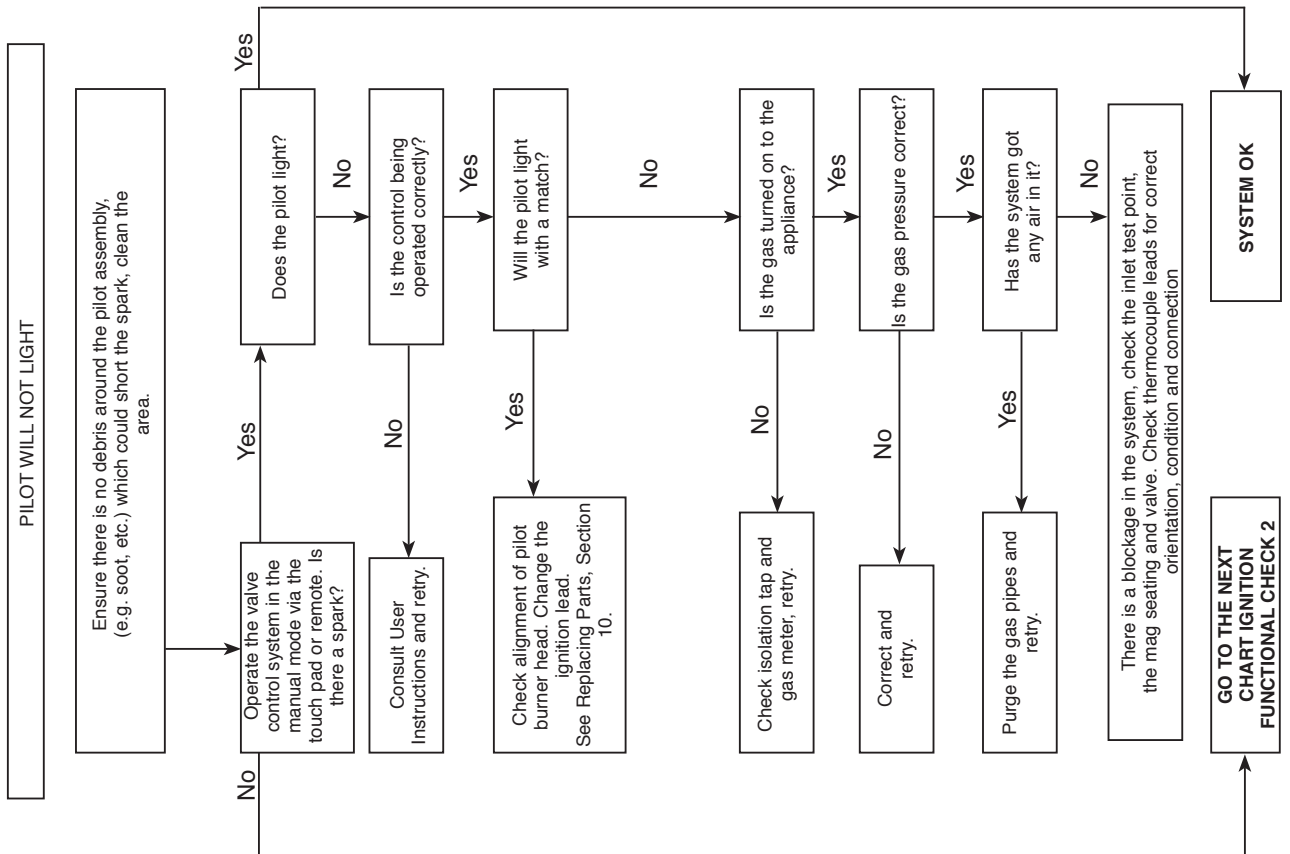 PILOT WILL NOT LIGHT
Ensure there is no debris around the pilot assembly,
(e.g. soot, etc.) which could short the spark, clean the
area.
Operate the valve
control system in the
manual mode via the
touch pad or remote. Is
there a spark?
No
Yes
Does the pilot light?
Yes
No
Is the control being
operated correctly?
No
Consult User
Instructions and retry.
Yes
Will the pilot light
with a match?
Yes
Check alignment of pilot
burner head. Change the
ignition lead.
See Replacing Parts, Section
10.
No
Is the gas turned on to the
appliance?
No
Check isolation tap and
gas meter, retry.
Yes
Is the gas pressure correct?
No
Correct and
retry.
Yes
Has the system got
any air in it?
Yes
Purge the gas pipes and
retry.
No
There is a blockage in the system, check the inlet test point,
the mag seating and valve. Check thermocouple leads for correct
orientation, condition and connection
GO TO THE NEXT
CHART IGNITION
FUNCTIONAL CHECK 2
SYSTEM OK